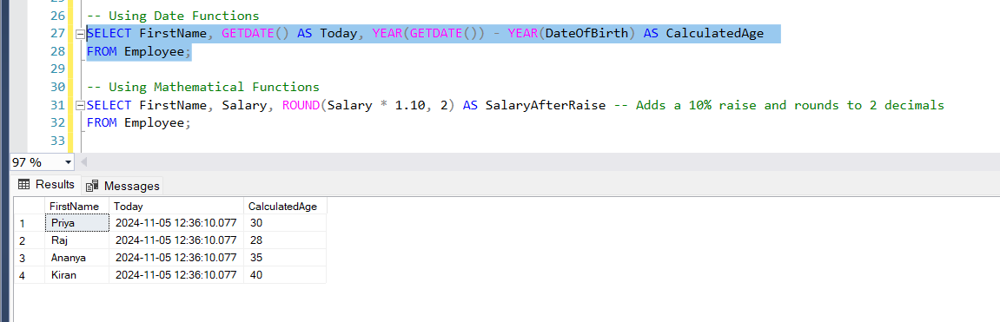 26 -- Using Date Functions
27 SELECT FirstName, GETDATE() AS Today, YEAR(GETDATE()) - YEAR(DateOfBirth) AS CalculatedAge
28 FROM Employee;
29
30 -- Using Mathematical Functions
31 SELECT FirstName, Salary, ROUND(Salary * 1.10, 2) AS SalaryAfterRaise -- Adds a 10% raise and rounds to 2 decimals
32 FROM Employee;
33
97 %
Results Messages
FirstName Today CalculatedAge
1 Priya 2024-11-05 12:36:10.077 30
2 Raj 2024-11-05 12:36:10.077 28
3 Ananya 2024-11-05 12:36:10.077 35
4 Kiran 2024-11-05 12:36:10.077 40